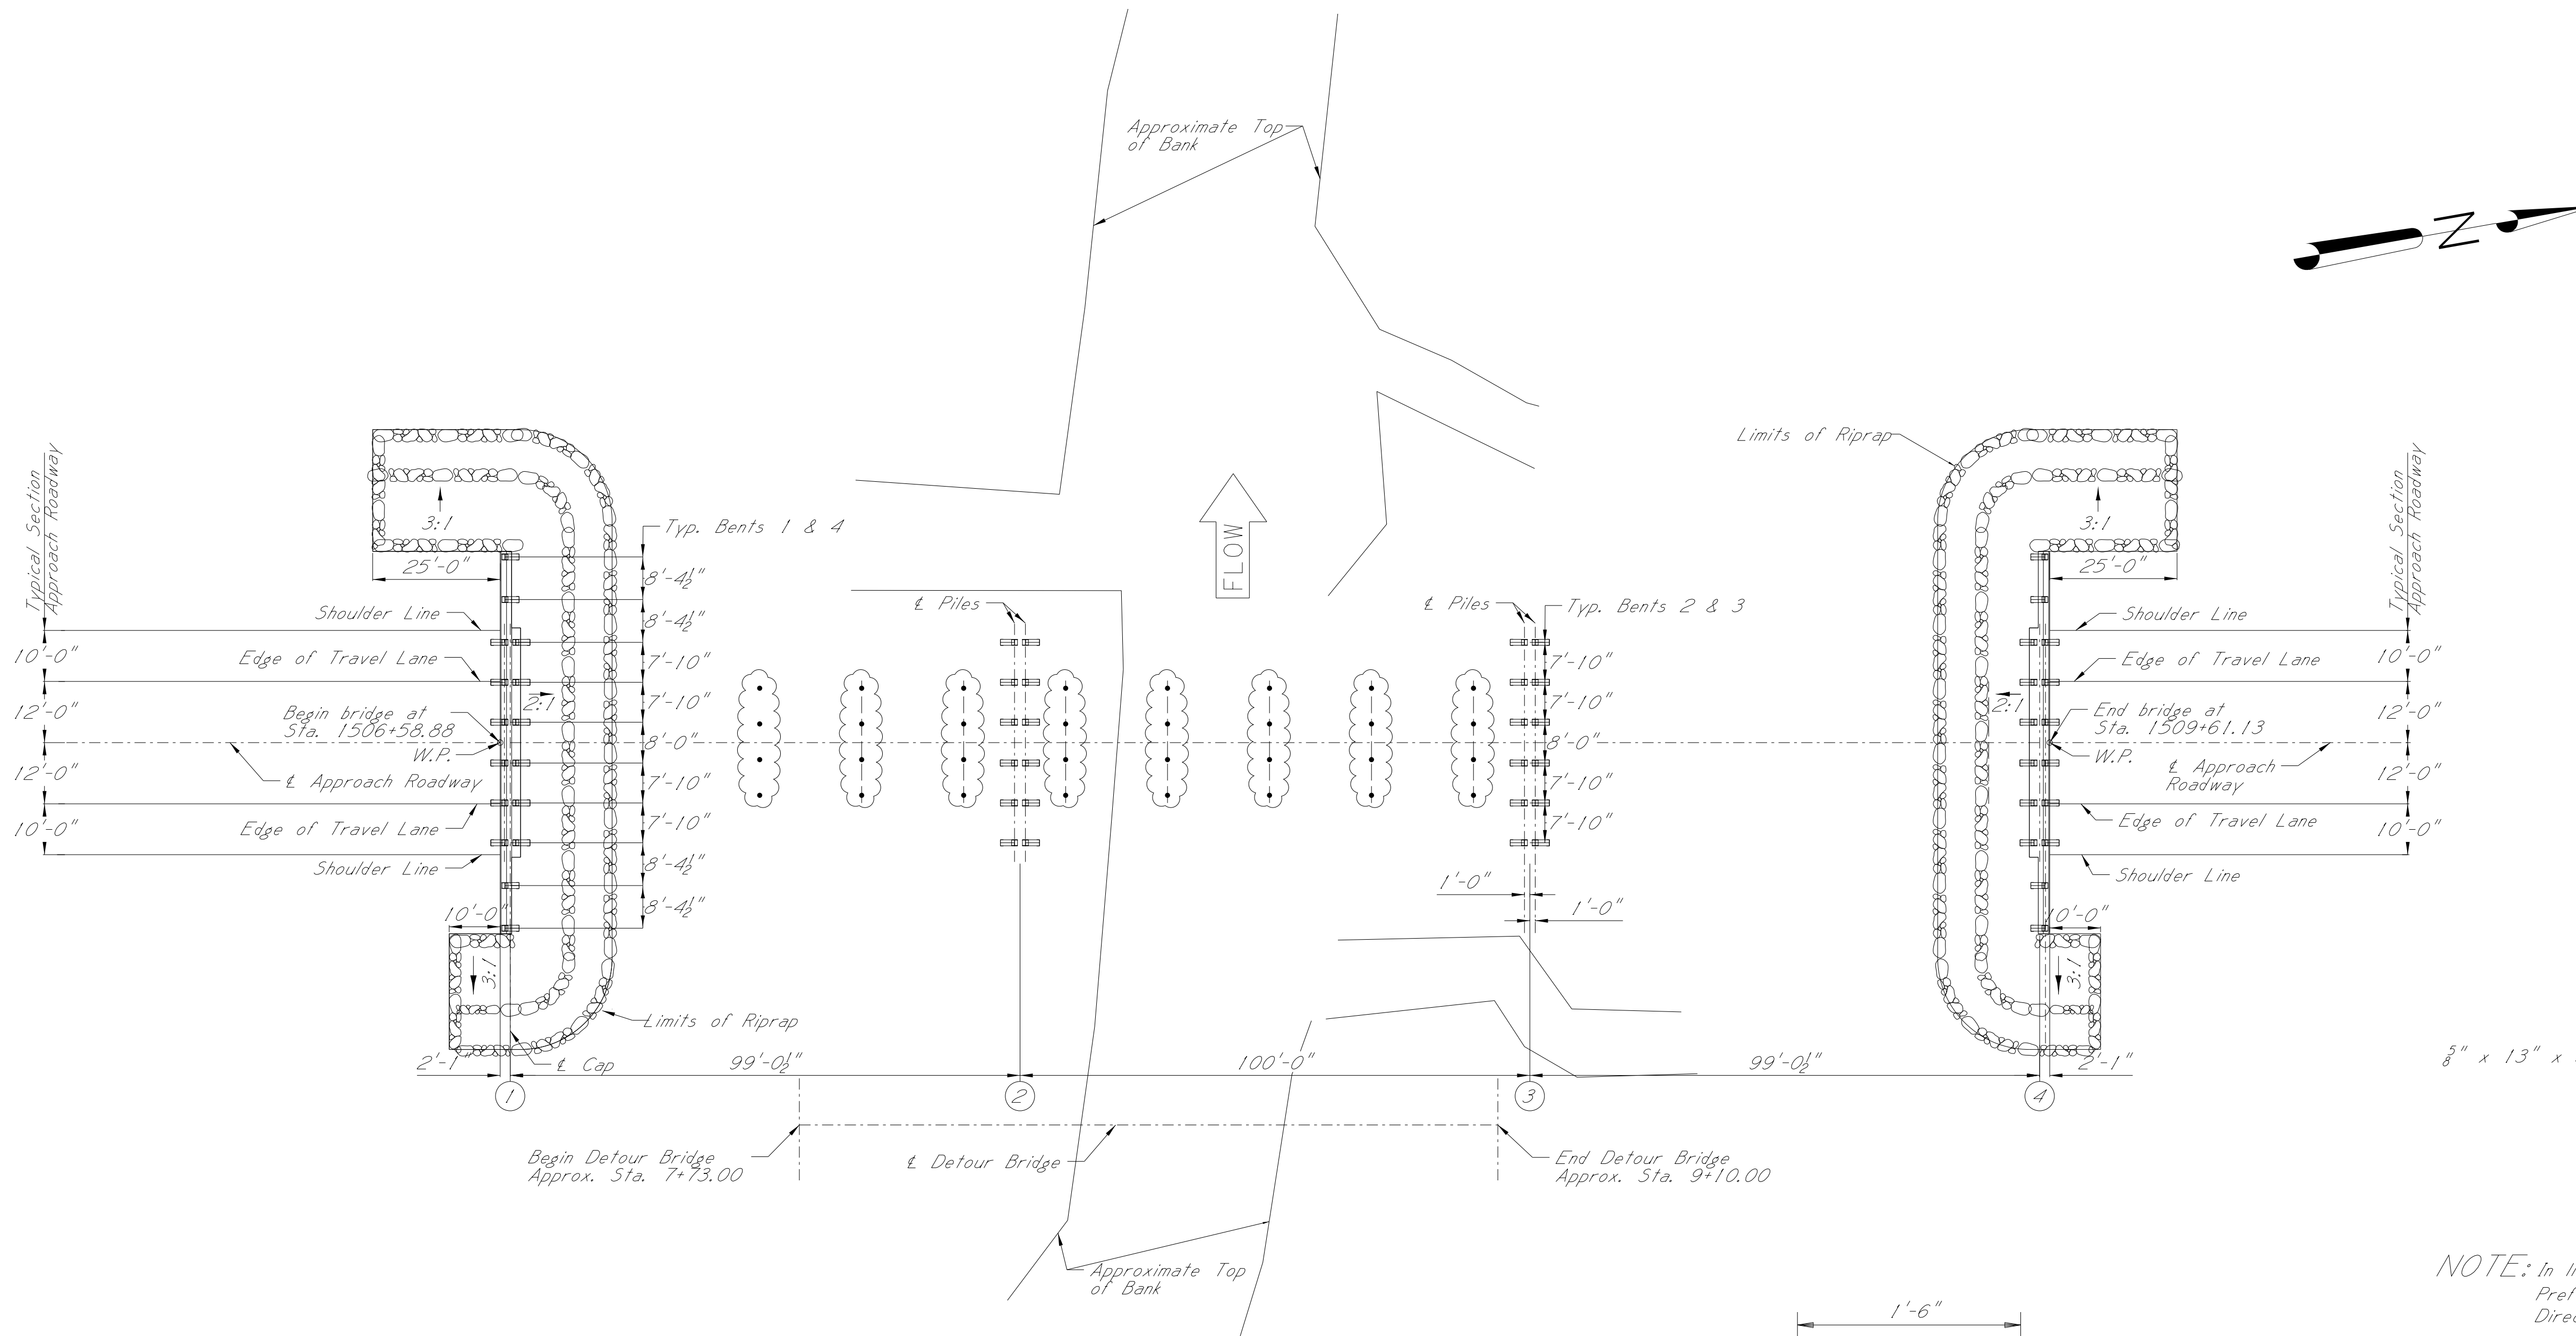 Approximate Top
of Bank
N
Limits of Riprap
Typical Section
Approach Roadway
3:1
25'-0"
Typ. Bents 1 & 4
8'-4½"
8'-4½"
7'-10"
7'-10"
8'-0"
7'-10"
7'-10"
8'-4½"
8'-4½"
Shoulder Line
Edge of Travel Lane
Begin bridge at
Sta. 1506+58.88
W.P.
℄ Approach Roadway
Edge of Travel Lane
Shoulder Line
10'-0"
12'-0"
12'-0"
10'-0"
2:1
10'-0"
3:1
Limits of Riprap
℄ Cap
FLOW
℄ Piles
℄ Piles
Typ. Bents 2 & 3
7'-10"
7'-10"
8'-0"
7'-10"
7'-10"
1'-0"
1'-0"
3:1
25'-0"
Typical Section
Approach Roadway
Shoulder Line
Edge of Travel Lane
2:1
End bridge at
Sta. 1509+61.13
W.P.
℄ Approach
Roadway
Edge of Travel Lane
Shoulder Line
10'-0"
12'-0"
12'-0"
10'-0"
10'-0"
3:1
2'-1"
99'-0½"
100'-0"
99'-0½"
2'-1"
1
2
3
4
⅝" x 13" x
Begin Detour Bridge
Approx. Sta. 7+73.00
℄ Detour Bridge
End Detour Bridge
Approx. Sta. 9+10.00
Approximate Top
of Bank
1'-6"
NOTE: In